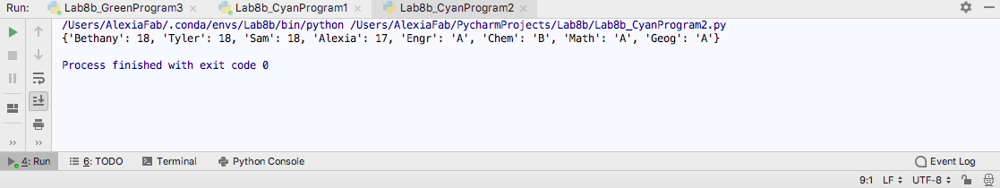 Run: Lab8b_GreenProgram3 × Lab8b_CyanProgram1 × Lab8b_CyanProgram2 ×
/Users/AlexiaFab/.conda/envs/Lab8b/bin/python /Users/AlexiaFab/PycharmProjects/Lab8b/Lab8b_CyanProgram2.py
{'Bethany': 18, 'Tyler': 18, 'Sam': 18, 'Alexia': 17, 'Engr': 'A', 'Chem': 'B', 'Math': 'A', 'Geog': 'A'}
Process finished with exit code 0
4: Run 6: TODO Terminal Python Console Event Log
9:1 LF UTF-8